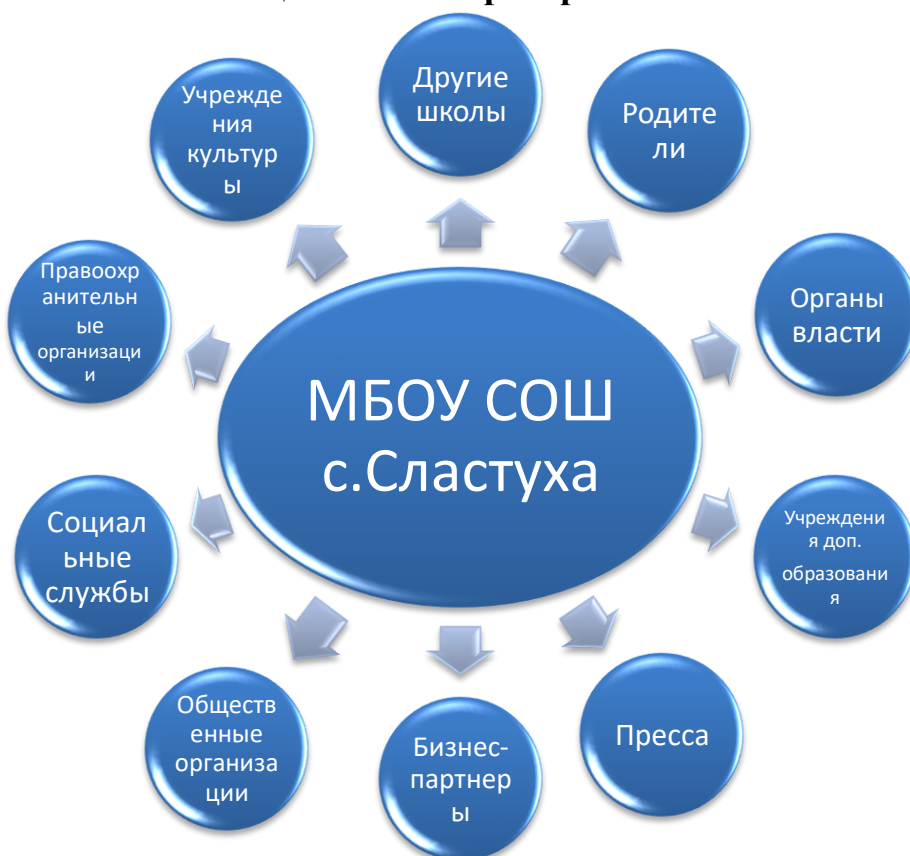 Другие
школы
Родите
ли
Органы
власти
Учреждени
я доп.
образовани
я
Пресса
Бизнес-
партнер
ы
Обществ
енные
организа
ции
Социал
ьные
службы
Правоохр
анительн
ые
организаци
и
Учрежде
ния
культур
ы
МБОУ СОШ
с.Сластуха